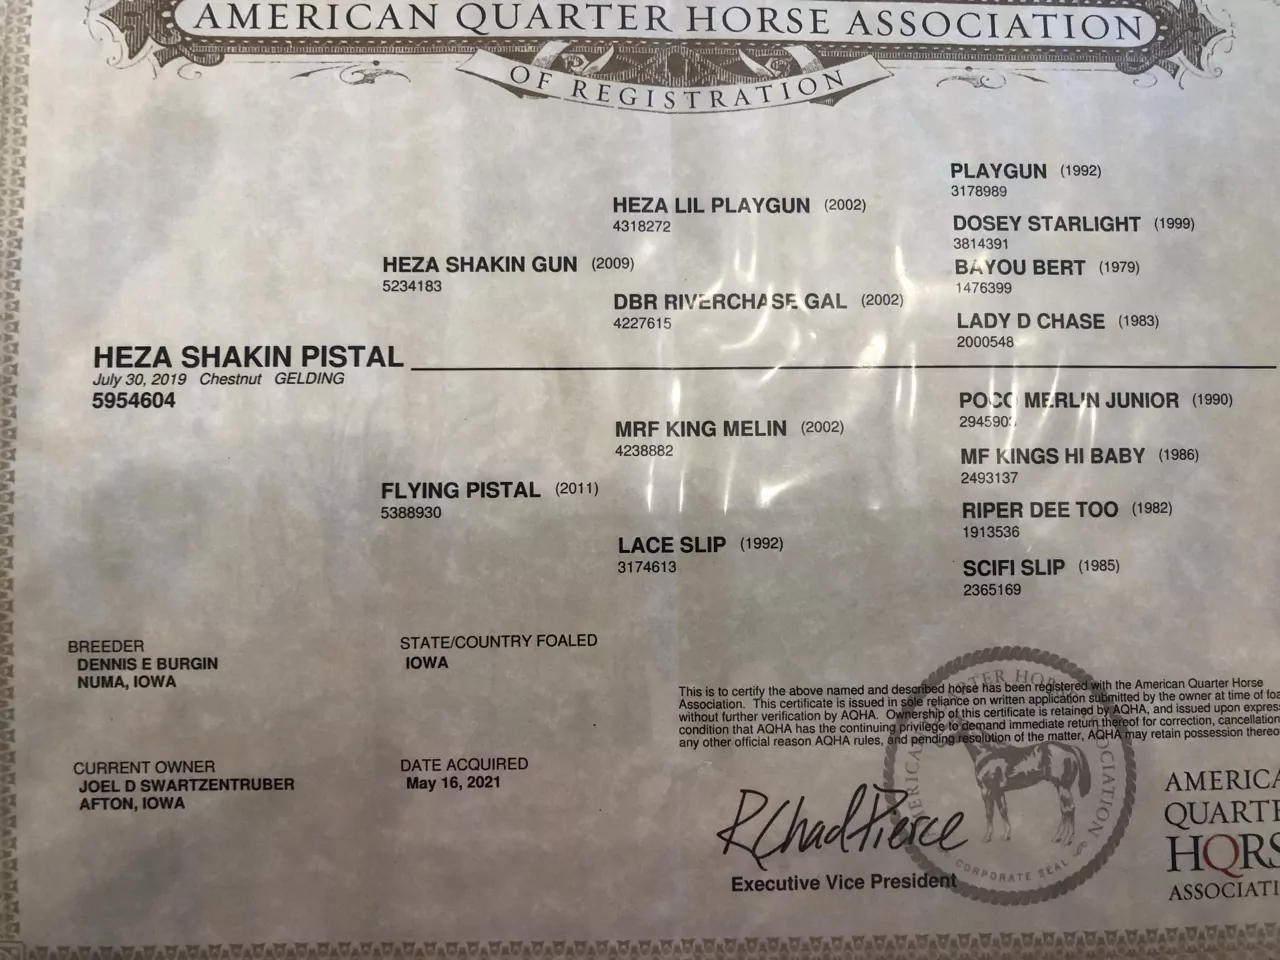 AMERICAN QUARTER HORSE ASSOCIATION
OF REGISTRATION
PLAYGUN (1992)
3178989
HEZA LIL PLAYGUN (2002)
4318272
DOSEY STARLIGHT (1999)
3814391
HEZA SHAKIN GUN (2009)
5234183
BAYOU BERT (1979)
1476399
DBR RIVERCHASE GAL (2002)
4227615
LADY D CHASE (1983)
2000548
HEZA SHAKIN PISTAL
July 30, 2019 Chestnut GELDING
5954604
POCO MERLIN JUNIOR (1990)
MRF KING MELIN (2002)
4238882
MF KINGS HI BABY (1986)
2493137
FLYING PISTAL (2011)
5388930
RIPER DEE TOO (1982)
1913536
LACE SLIP (1992)
3174613
SCIFI SLIP (1985)
2365169
BREEDER
DENNIS E BURGIN
NUMA, IOWA
STATE/COUNTRY FOALED
IOWA
CURRENT OWNER
JOEL D SWARTZENTRUBER
AFTON, IOWA
DATE ACQUIRED
May 16, 2021
This is to certify the above named and described horse has been registered with the American Quarter Horse
Association. This certificate is issued in sole reliance on written application submitted by the owner at time of foa
without further verification by AQHA. Ownership of this certificate is retained by AQHA, and issued upon expres
condition that AQHA has the continuing privilege to demand immediate return thereof for correction, cancellation
any other official reason AQHA rules, and pending resolution of the matter, AQHA may retain possession thereo
R Chad Pierce
Executive Vice President
CORPORATE SEAL
AMERICA
QUARTE
HORS
ASSOCIATI